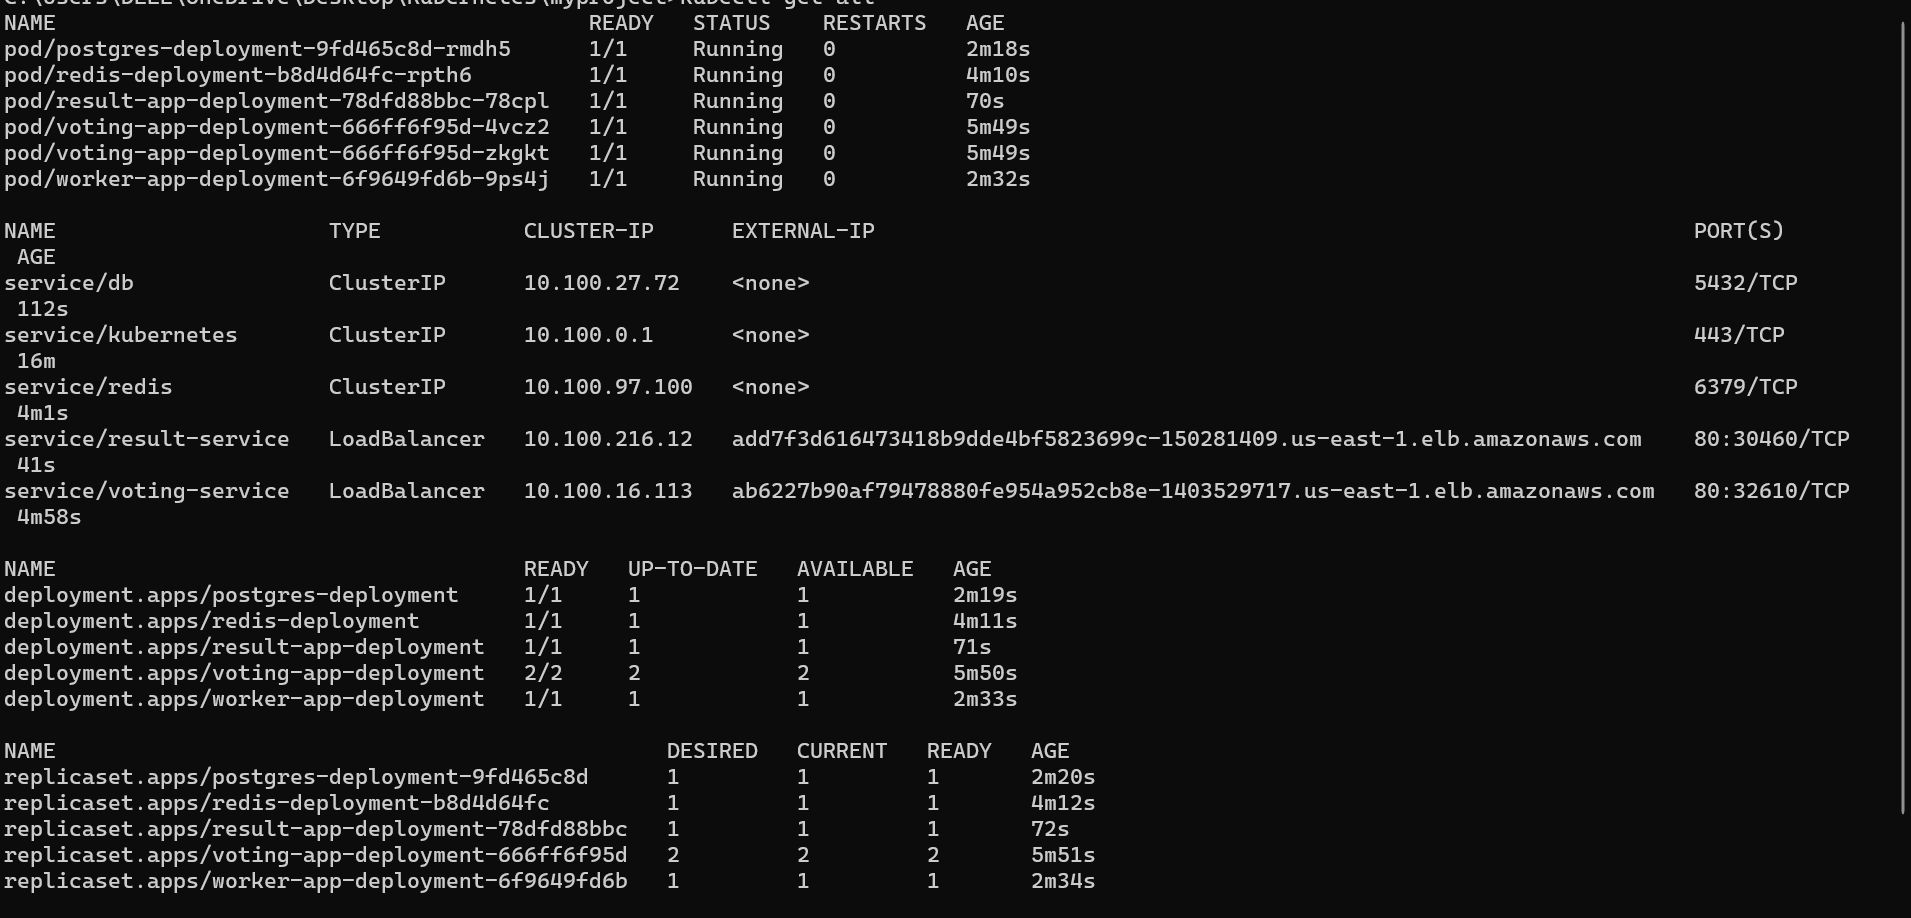 C:\Users\DELL\OneDrive\Desktop\Kubernetes\myproject>kubectl get all
NAME                                         READY   STATUS    RESTARTS   AGE
pod/postgres-deployment-9fd465c8d-rmdh5      1/1     Running   0          2m18s
pod/redis-deployment-b8d4d64fc-rpth6         1/1     Running   0          4m10s
pod/result-app-deployment-78dfd88bbc-78cpl   1/1     Running   0          70s
pod/voting-app-deployment-666ff6f95d-4vcz2   1/1     Running   0          5m49s
pod/voting-app-deployment-666ff6f95d-zkgkt   1/1     Running   0          5m49s
pod/worker-app-deployment-6f9649fd6b-9ps4j   1/1     Running   0          2m32s
NAME                     TYPE           CLUSTER-IP      EXTERNAL-IP                                                               PORT(S)
 AGE
service/db               ClusterIP      10.100.27.72    <none>                                                                    5432/TCP
 112s
service/kubernetes       ClusterIP      10.100.0.1      <none>                                                                    443/TCP
 16m
service/redis            ClusterIP      10.100.97.100   <none>                                                                    6379/TCP
 4m1s
service/result-service   LoadBalancer   10.100.216.12   add7f3d616473418b9dde4bf5823699c-150281409.us-east-1.elb.amazonaws.com    80:30460/TCP
 41s
service/voting-service   LoadBalancer   10.100.16.113   ab6227b90af79478880fe954a952cb8e-1403529717.us-east-1.elb.amazonaws.com   80:32610/TCP
 4m58s
NAME                                    READY   UP-TO-DATE   AVAILABLE   AGE
deployment.apps/postgres-deployment     1/1     1            1           2m19s
deployment.apps/redis-deployment        1/1     1            1           4m11s
deployment.apps/result-app-deployment   1/1     1            1           71s
deployment.apps/voting-app-deployment   2/2     2            2           5m50s
deployment.apps/worker-app-deployment   1/1     1            1           2m33s
NAME                                               DESIRED   CURRENT   READY   AGE
replicaset.apps/postgres-deployment-9fd465c8d      1         1         1       2m20s
replicaset.apps/redis-deployment-b8d4d64fc         1         1         1       4m12s
replicaset.apps/result-app-deployment-78dfd88bbc   1         1         1       72s
replicaset.apps/voting-app-deployment-666ff6f95d   2         2         2       5m51s
replicaset.apps/worker-app-deployment-6f9649fd6b   1         1         1       2m34s